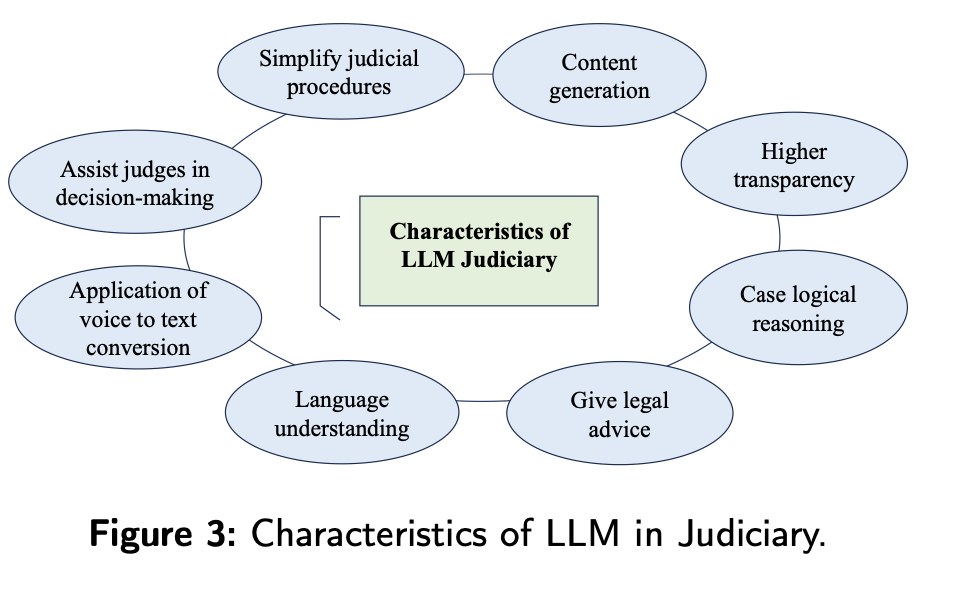 Simplify judicial
procedures
Content
generation
Higher
transparency
Assist judges in
decision-making
Characteristics of
LLM Judiciary
Application of
voice to text
conversion
Case logical
reasoning
Language
understanding
Give legal
advice
Figure 3: Characteristics of LLM in Judiciary.